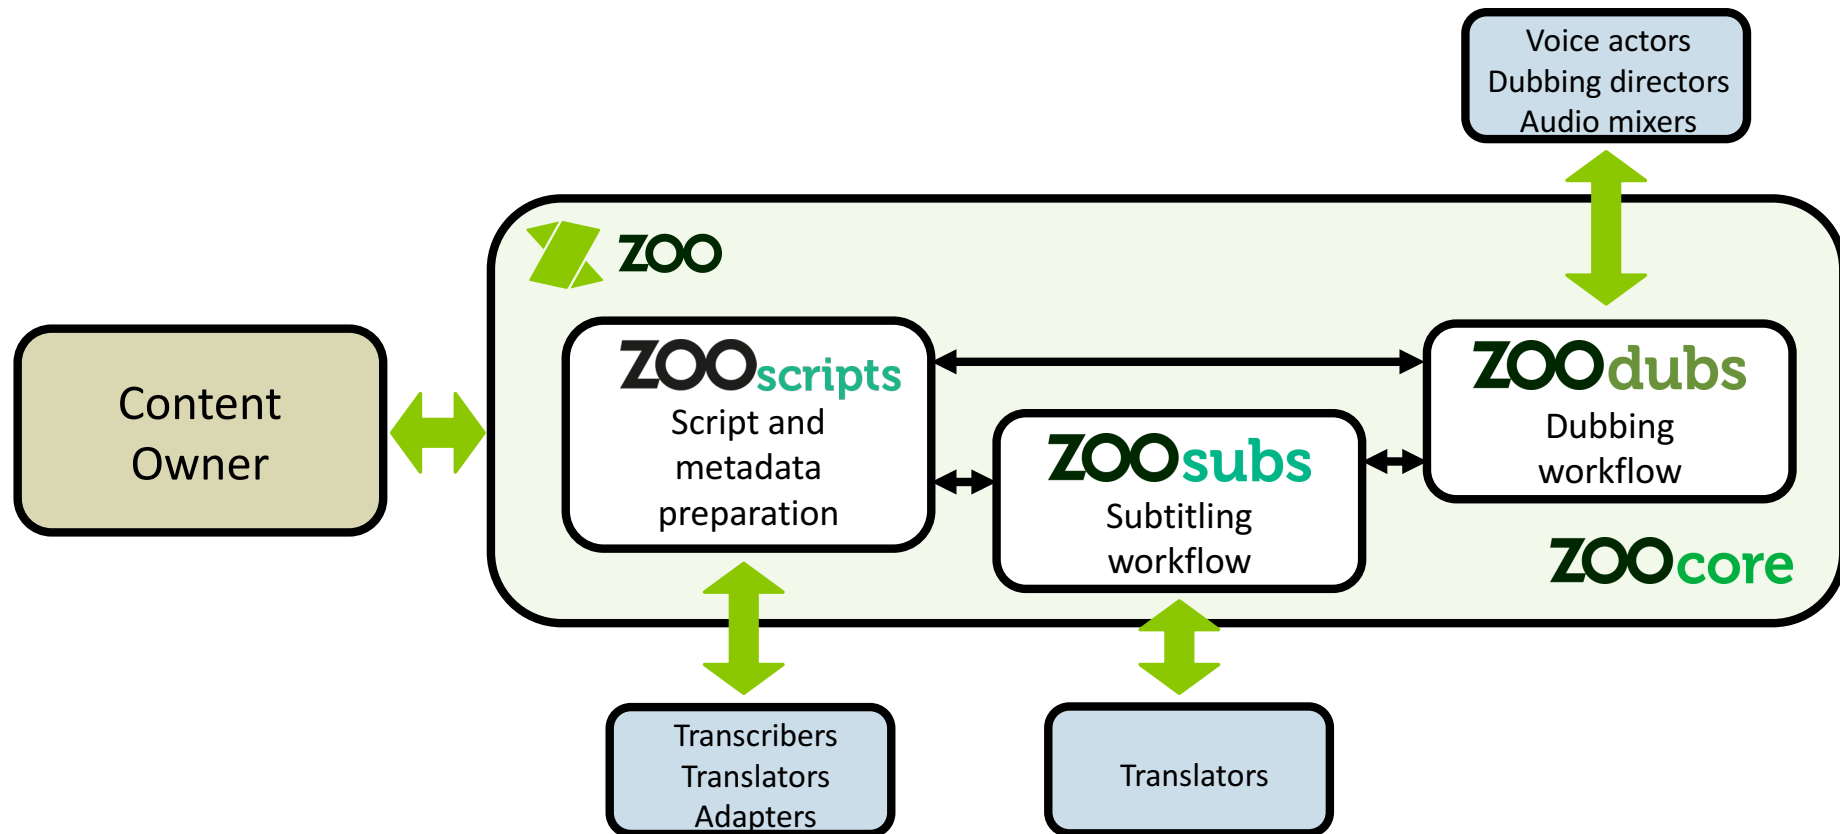 Voice actors
Dubbing directors
Audio mixers
ZOO
Content
Owner
ZOOscripts
Script and
metadata
preparation
ZOOsubs
Subtitling
workflow
ZOOdubs
Dubbing
workflow
ZOOcore
Transcribers
Translators
Adapters
Translators